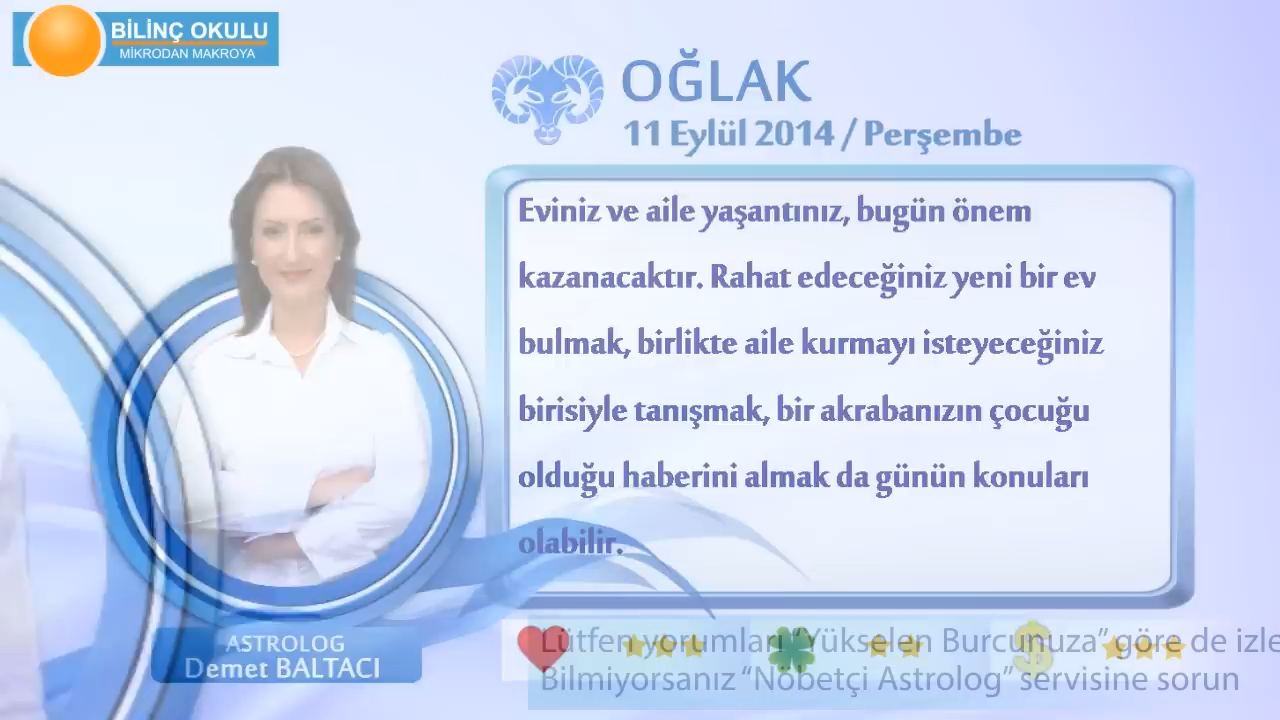 BİLİNÇ OKULU
MİKRODAN MAKROYA
OĞLAK
11 Eylül 2014 / Perşembe
Eviniz ve aile yaşantınız, bugün önem
kazanacaktır. Rahat edeceğiniz yeni bir ev
bulmak, birlikte aile kurmayı isteyeceğiniz
birisiyle tanışmak, bir akrabanızın çocuğu
olduğu haberini almak da günün konuları
olabilir.
ASTROLOG
Demet BALTACI
Lütfen yorumları “Yükselen Burcunuza” göre de izle
Bilmiyorsanız “Nöbetçi Astrolog” servisine sorun